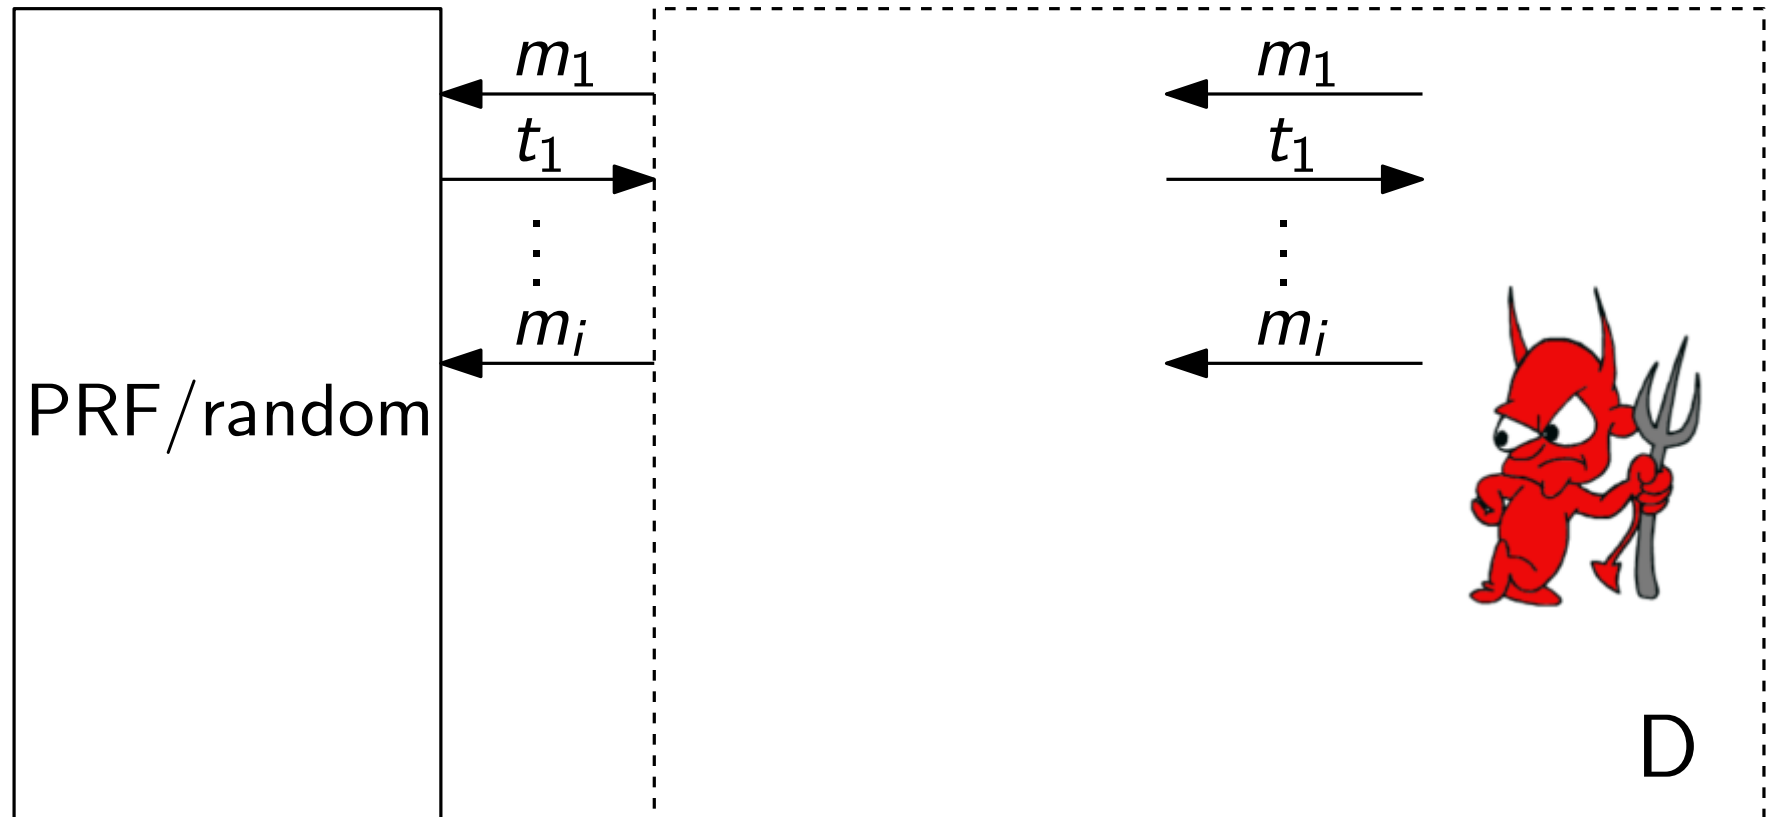 m₁ m₁
t₁ t₁
⋮ ⋮
mᵢ mᵢ
PRF/random
D